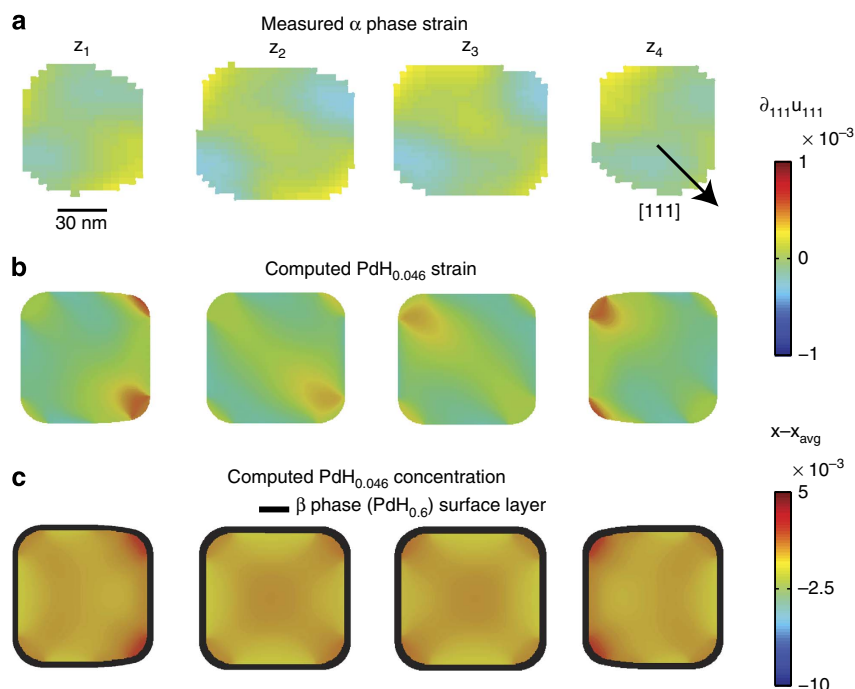 a
Measured α phase strain
z1 z2 z3 z4
30 nm
[111]
∂111u111
× 10−3
1
0
−1
b
Computed PdH0.046 strain
c
Computed PdH0.046 concentration
β phase (PdH0.6) surface layer
x−xavg
× 10−3
5
−2.5
−10